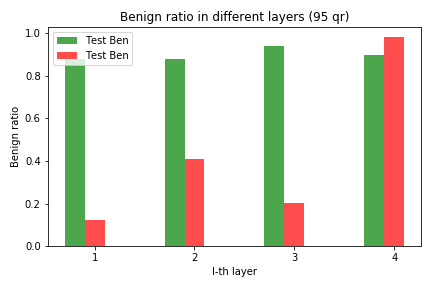 Benign ratio in different layers (95 qr)
Test Ben
Test Ben
Benign ratio
1.0
0.8
0.6
0.4
0.2
0.0
1 2 3 4
l-th layer